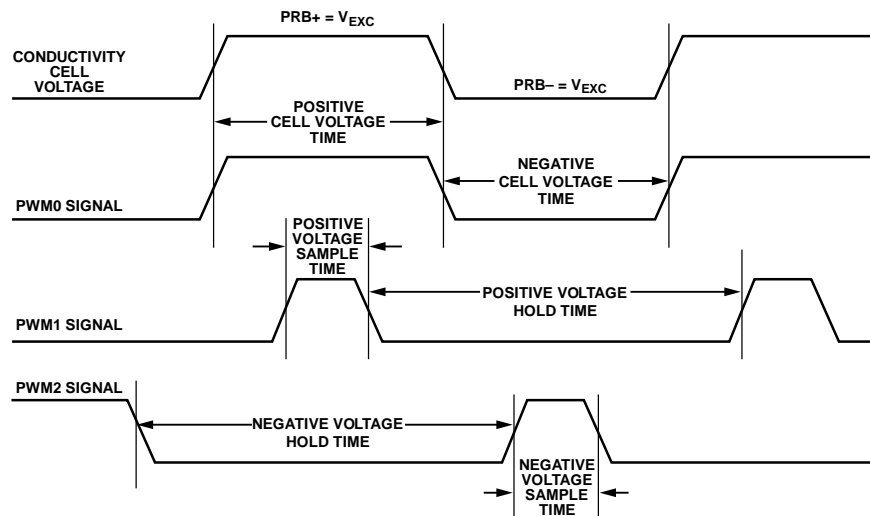 PRB+ = VEXC
CONDUCTIVITY
CELL
VOLTAGE
PRB– = VEXC
POSITIVE
CELL VOLTAGE
TIME
NEGATIVE
CELL VOLTAGE
TIME
PWM0 SIGNAL
POSITIVE
VOLTAGE
SAMPLE
TIME
POSITIVE VOLTAGE
HOLD TIME
PWM1 SIGNAL
PWM2 SIGNAL
NEGATIVE VOLTAGE
HOLD TIME
NEGATIVE
VOLTAGE
SAMPLE
TIME